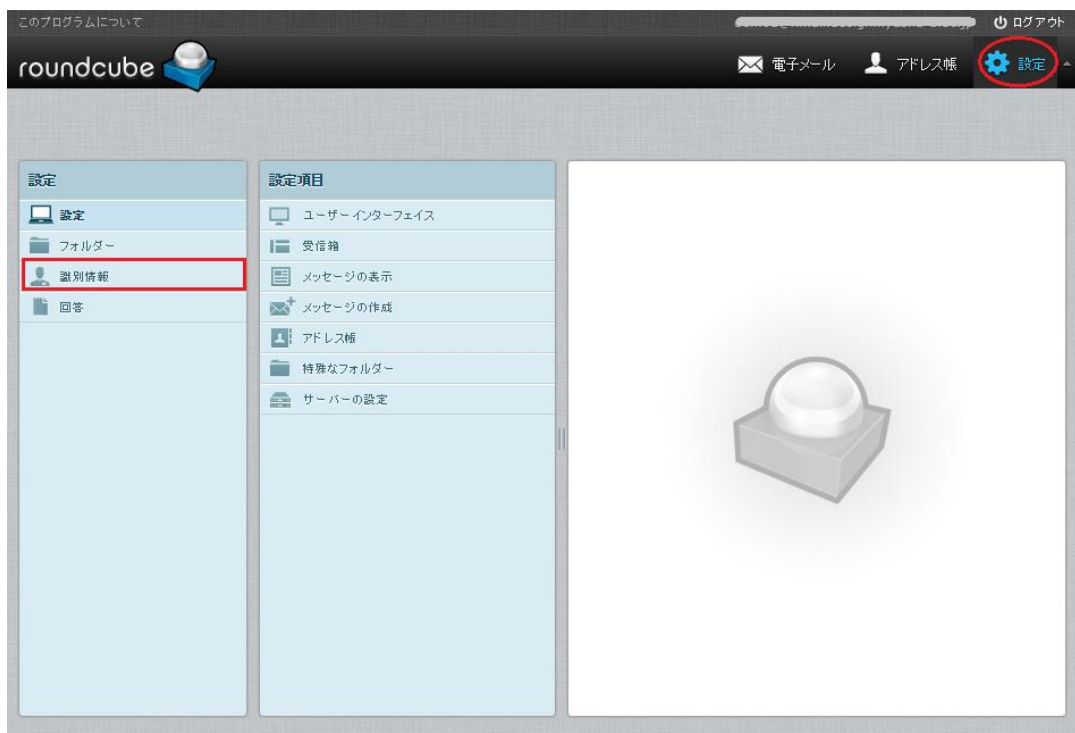 このプログラムについて
ログアウト
roundcube
電子メール アドレス帳 設定
設定
設定
フォルダー
識別情報
回答
設定項目
ユーザーインターフェイス
受信箱
メッセージの表示
メッセージの作成
アドレス帳
特殊なフォルダー
サーバーの設定